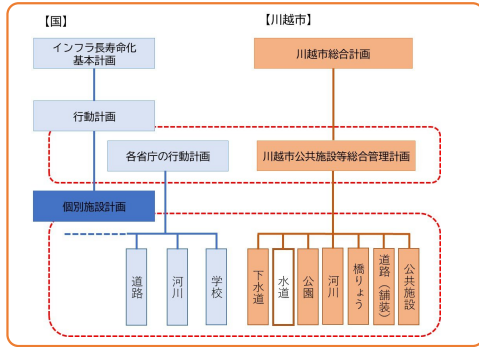 【国】
【川越市】
インフラ長寿命化
基本計画
川越市総合計画
行動計画
各省庁の行動計画
川越市公共施設等総合管理計画
個別施設計画
道路
河川
学校
下水道
水道
公園
河川
橋りょう
道路（舗装）
公共施設